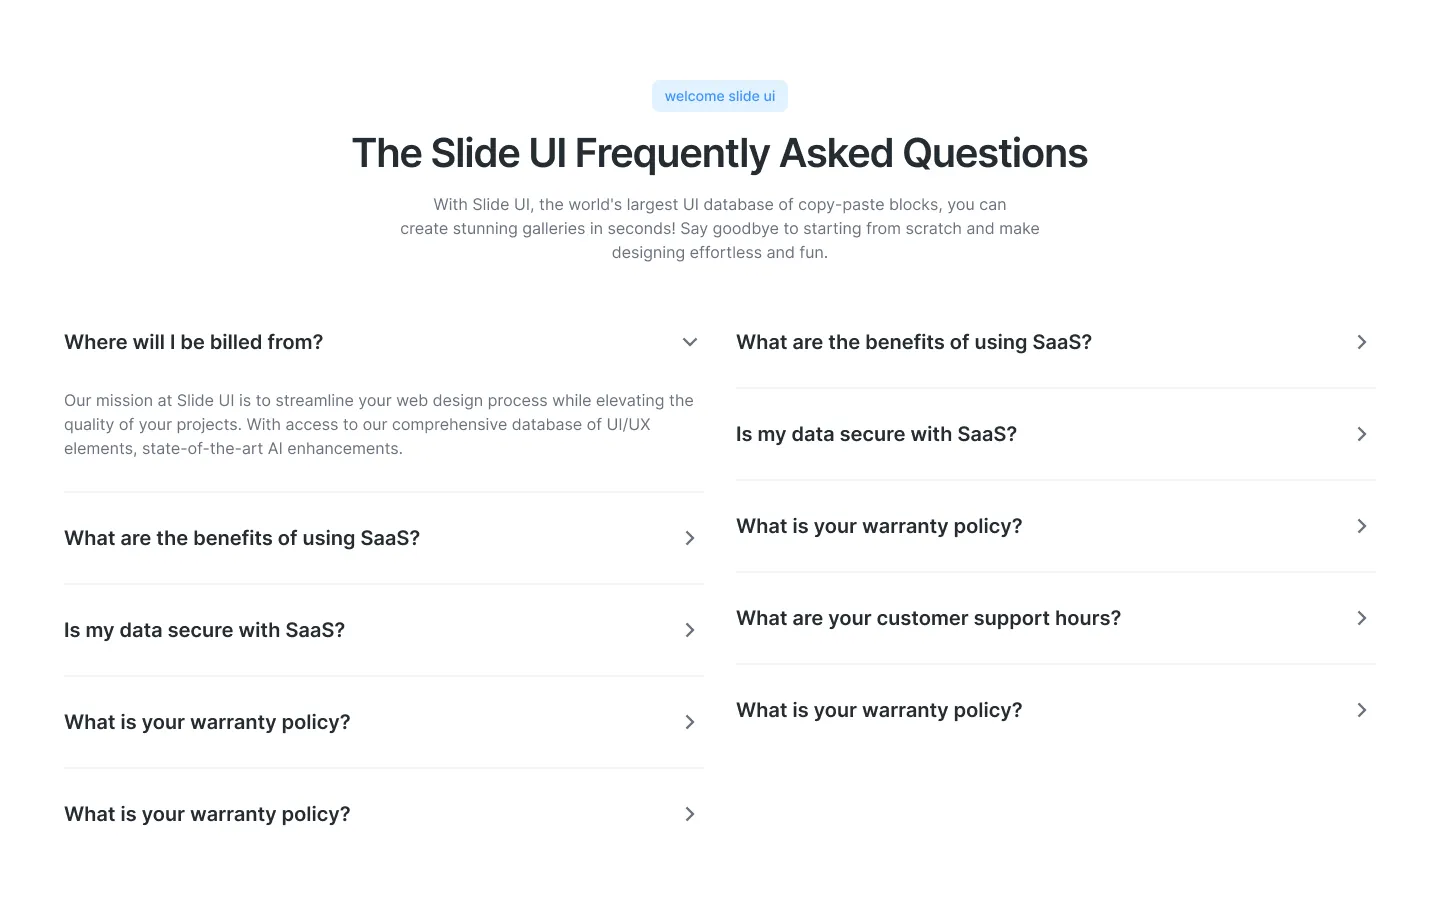 welcome slide ui
The Slide UI Frequently Asked Questions
With Slide UI, the world's largest UI database of copy-paste blocks, you can
create stunning galleries in seconds! Say goodbye to starting from scratch and make
designing effortless and fun.
Where will I be billed from?
Our mission at Slide UI is to streamline your web design process while elevating the
quality of your projects. With access to our comprehensive database of UI/UX
elements, state-of-the-art AI enhancements.
What are the benefits of using SaaS?
Is my data secure with SaaS?
What is your warranty policy?
What is your warranty policy?
What are the benefits of using SaaS?
Is my data secure with SaaS?
What is your warranty policy?
What are your customer support hours?
What is your warranty policy?